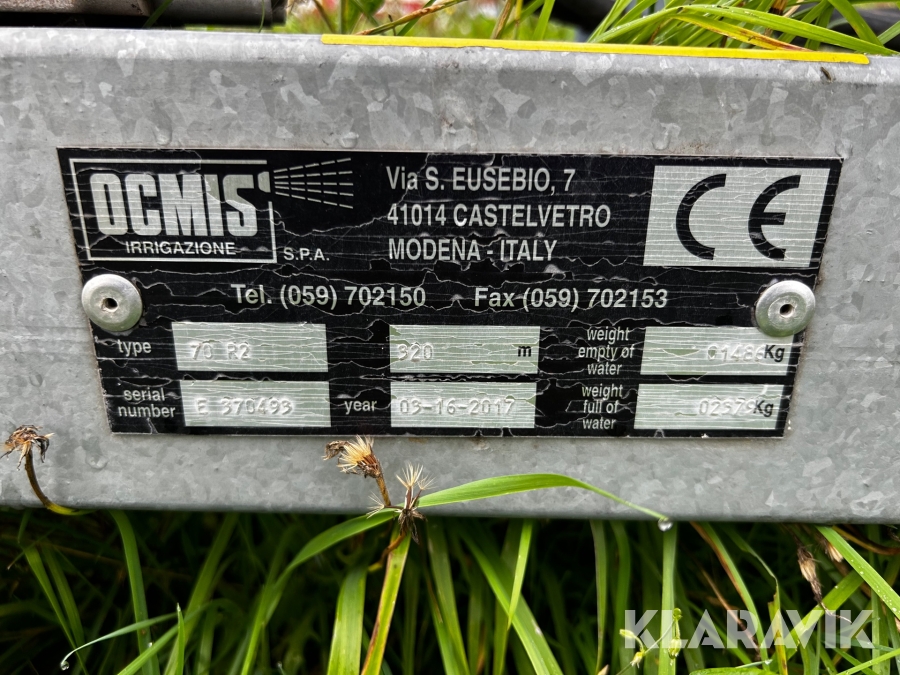 OCMIS
IRRIGAZIONE
S.P.A.
Via S. EUSEBIO, 7
41014 CASTELVETRO
MODENA - ITALY
CE
Tel. (059) 702150 Fax (059) 702153
type 70 R2 320 m weight empty of water Kg
serial number E 370493 year 03-16-2017 weight full of water Kg
KLARAVIK